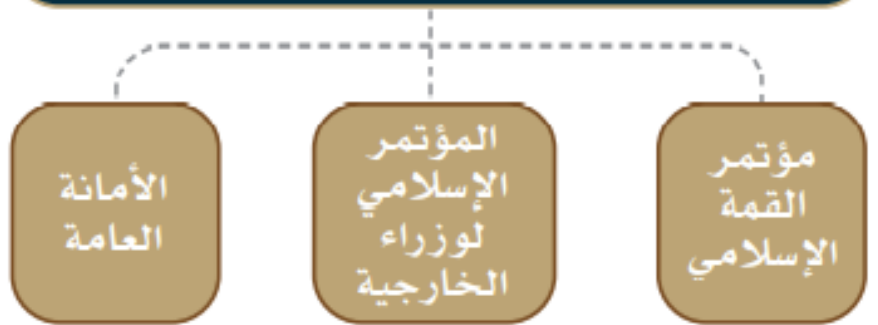 مؤتمر
القمة
الإسلامي
المؤتمر
الإسلامي
لوزراء
الخارجية
الأمانة
العامة